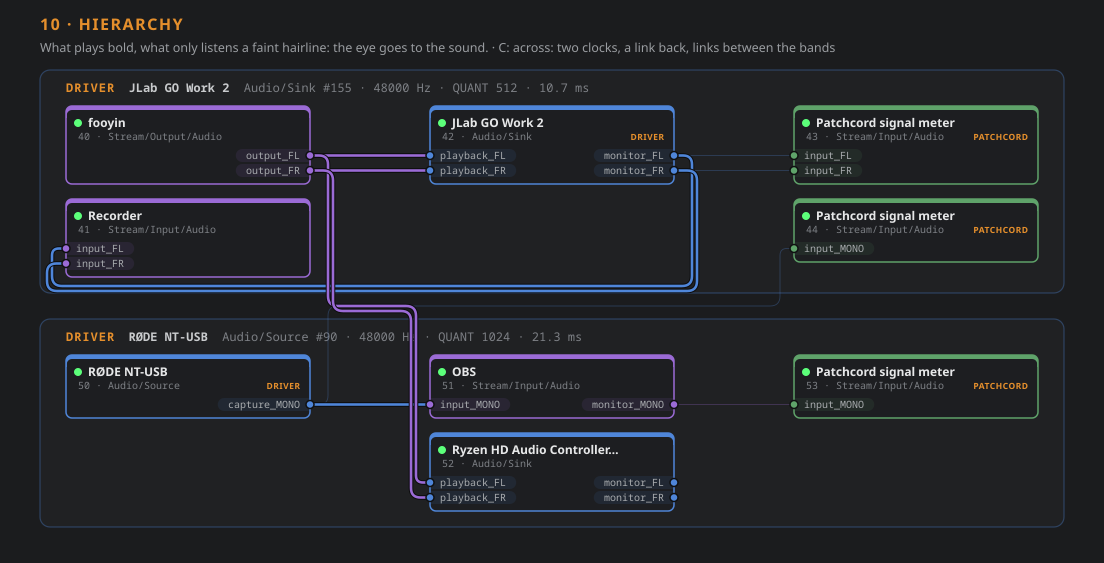 10 · HIERARCHY
What plays bold, what only listens a faint hairline: the eye goes to the sound. · C: across: two clocks, a link back, links between the bands
DRIVER JLab GO Work 2 Audio/Sink #155 · 48000 Hz · QUANT 512 · 10.7 ms
fooyin
40 · Stream/Output/Audio
output_FL
output_FR
JLab GO Work 2
42 · Audio/Sink
DRIVER
playback_FL
monitor_FL
playback_FR
monitor_FR
Patchcord signal meter
43 · Stream/Input/Audio
PATCHCORD
input_FL
input_FR
Recorder
41 · Stream/Input/Audio
input_FL
input_FR
Patchcord signal meter
44 · Stream/Input/Audio
PATCHCORD
input_MONO
DRIVER RØDE NT-USB Audio/Source #90 · 48000 Hz · QUANT 1024 · 21.3 ms
RØDE NT-USB
50 · Audio/Source
DRIVER
capture_MONO
OBS
51 · Stream/Input/Audio
input_MONO
monitor_MONO
Patchcord signal meter
53 · Stream/Input/Audio
PATCHCORD
input_MONO
Ryzen HD Audio Controller…
52 · Audio/Sink
playback_FL
monitor_FL
playback_FR
monitor_FR